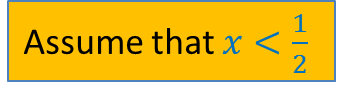 Assume that x < 1/2